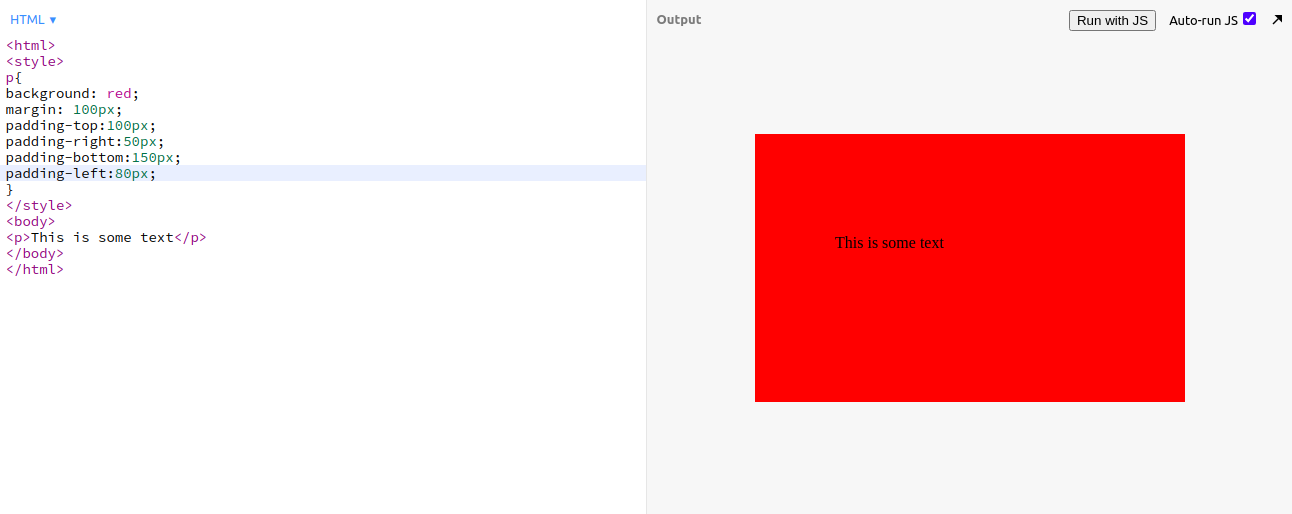 HTML ▾
<html>
<style>
p{
background: red;
margin: 100px;
padding-top:100px;
padding-right:50px;
padding-bottom:150px;
padding-left:80px;
}
</style>
<body>
<p>This is some text</p>
</body>
</html>
Output
Run with JS
Auto-run JS
This is some text